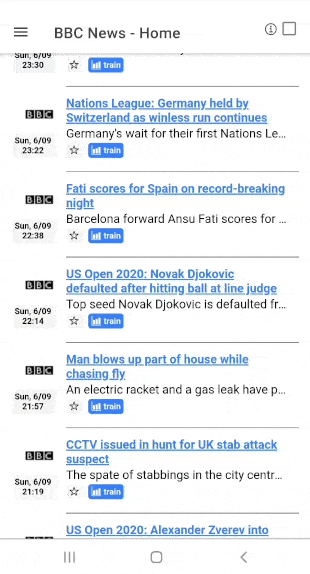 BBC News - Home
Sun, 6/09
23:30
train
BBC
Nations League: Germany held by
Switzerland as winless run continues
Sun, 6/09
23:22
Germany's wait for their first Nations Le...
train
BBC
Fati scores for Spain on record-breaking
night
Sun, 6/09
22:38
Barcelona forward Ansu Fati scores for ...
train
BBC
US Open 2020: Novak Djokovic
defaulted after hitting ball at line judge
Sun, 6/09
22:14
Top seed Novak Djokovic is defaulted fr...
train
BBC
Man blows up part of house while
chasing fly
Sun, 6/09
21:57
An electric racket and a gas leak have p...
train
BBC
CCTV issued in hunt for UK stab attack
suspect
Sun, 6/09
21:19
The spate of stabbings in the city centr...
train
US Open 2020: Alexander Zverev into